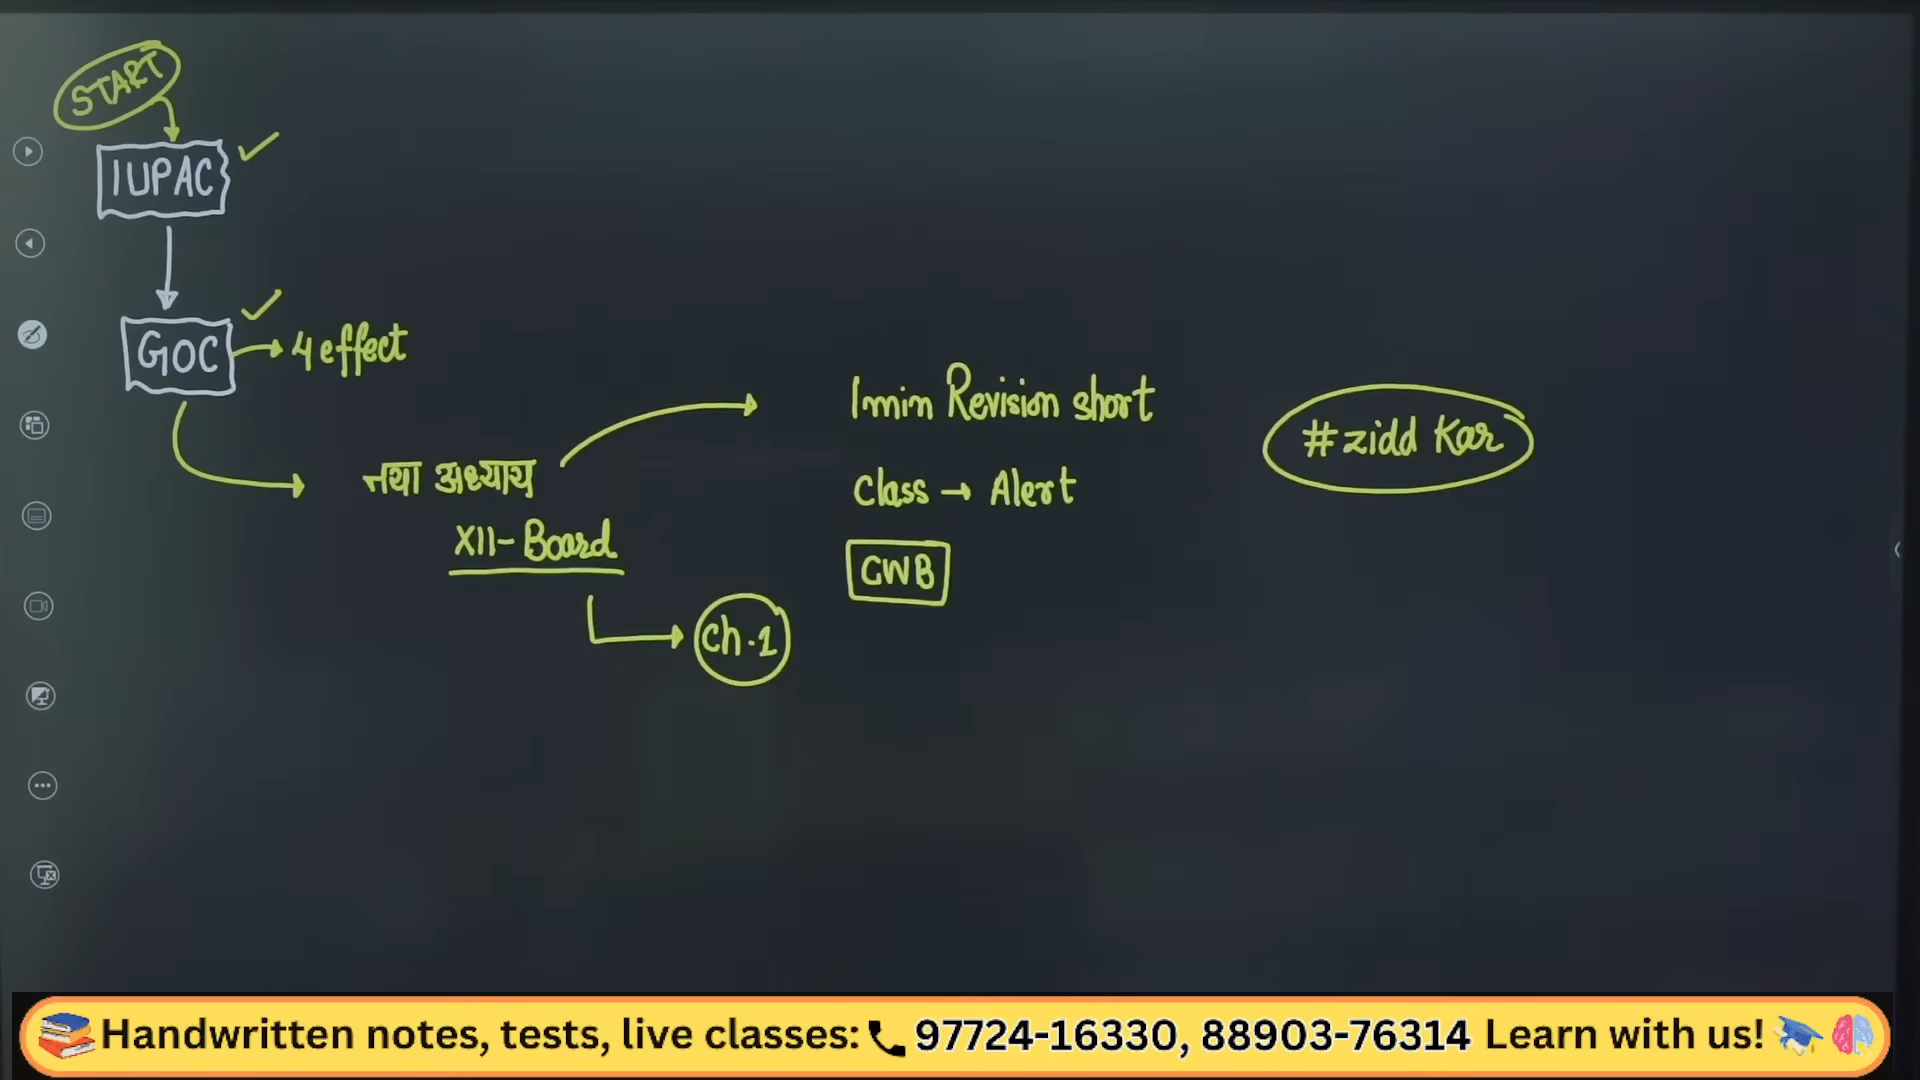 START
IUPAC
GOC
4 effect
नया अध्याय
XII-Board
Ch.1
1min Revision short
Class → Alert
CWB
#zidd Kar
Handwritten notes, tests, live classes: 97724-16330, 88903-76314 Learn with us!